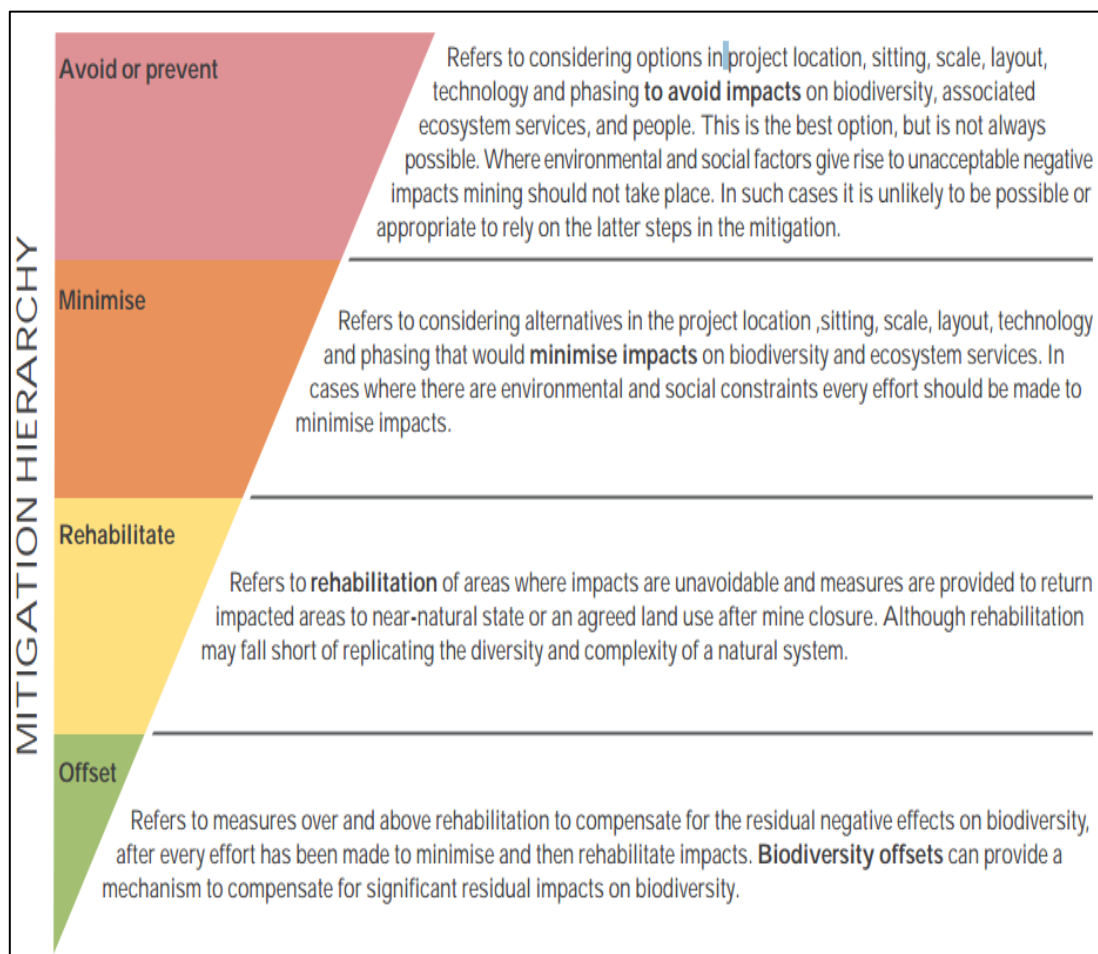 MITIGATION HIERARCHY
Avoid or prevent
Refers to considering options in project location, sitting, scale, layout,
technology and phasing to avoid impacts on biodiversity, associated
ecosystem services, and people. This is the best option, but is not always
possible. Where environmental and social factors give rise to unacceptable negative
impacts mining should not take place. In such cases it is unlikely to be possible or
appropriate to rely on the latter steps in the mitigation.
Minimise
Refers to considering alternatives in the project location ,sitting, scale, layout, technology
and phasing that would minimise impacts on biodiversity and ecosystem services. In
cases where there are environmental and social constraints every effort should be made to
minimise impacts.
Rehabilitate
Refers to rehabilitation of areas where impacts are unavoidable and measures are provided to return
impacted areas to near-natural state or an agreed land use after mine closure. Although rehabilitation
may fall short of replicating the diversity and complexity of a natural system.
Offset
Refers to measures over and above rehabilitation to compensate for the residual negative effects on biodiversity,
after every effort has been made to minimise and then rehabilitate impacts. Biodiversity offsets can provide a
mechanism to compensate for significant residual impacts on biodiversity.